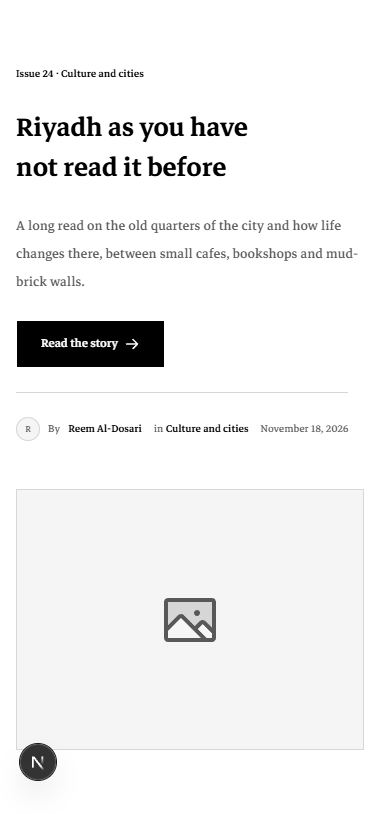 Issue 24 · Culture and cities
Riyadh as you have
not read it before
A long read on the old quarters of the city and how life
changes there, between small cafes, bookshops and mud-
brick walls.
Read the story →
R By Reem Al-Dosari in Culture and cities November 18, 2026
N